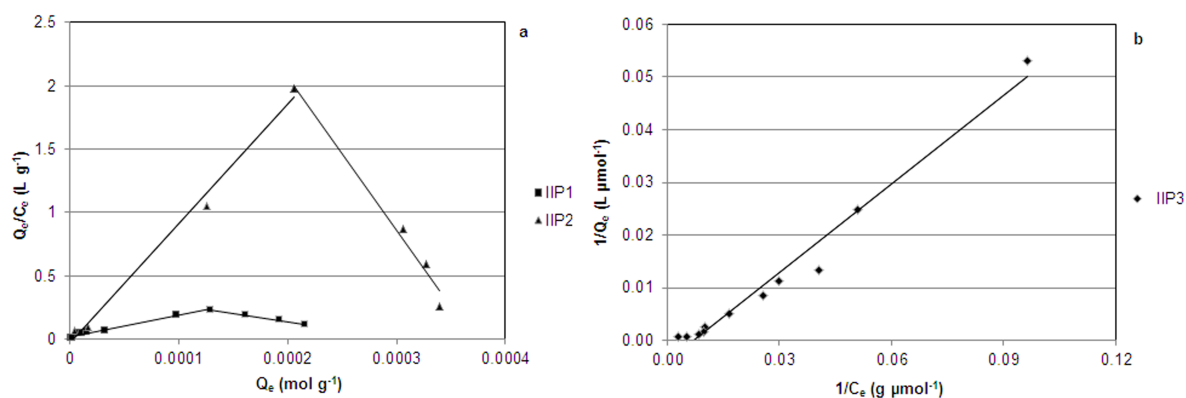 a
2.5
2
1.5
1
0.5
0
0 0.0001 0.0002 0.0003 0.0004
Qe/Ce (L g-1)
Qe (mol g-1)
IIP1
IIP2
b
0.06
0.05
0.04
0.03
0.02
0.01
0.00
0.00 0.03 0.06 0.09 0.12
1/Qe (L µmol-1)
1/Ce (g µmol-1)
IIP3